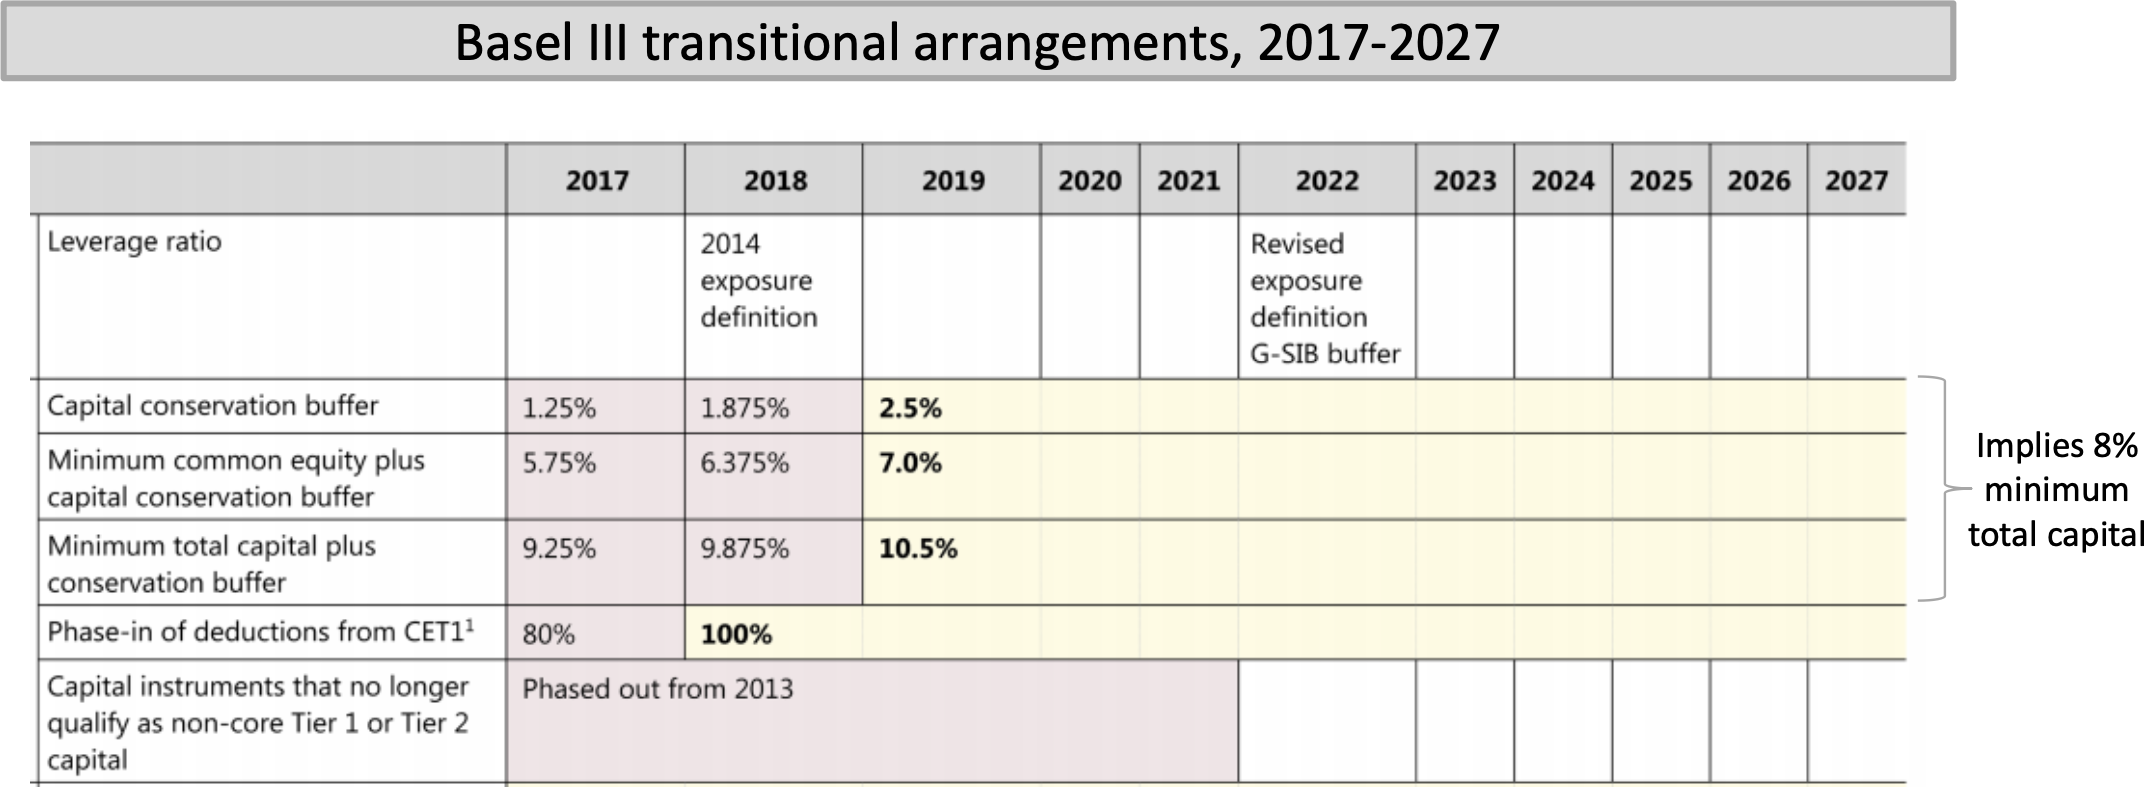 Basel III transitional arrangements, 2017-2027
2017 2018 2019 2020 2021 2022 2023 2024 2025 2026 2027
Leverage ratio
2014
exposure
definition
Revised
exposure
definition
G-SIB buffer
Capital conservation buffer 1.25% 1.875% 2.5%
Minimum common equity plus
capital conservation buffer
5.75% 6.375% 7.0%
Minimum total capital plus
conservation buffer
9.25% 9.875% 10.5%
Implies 8%
minimum
total capital
Phase-in of deductions from CET1¹ 80% 100%
Capital instruments that no longer
qualify as non-core Tier 1 or Tier 2
capital
Phased out from 2013